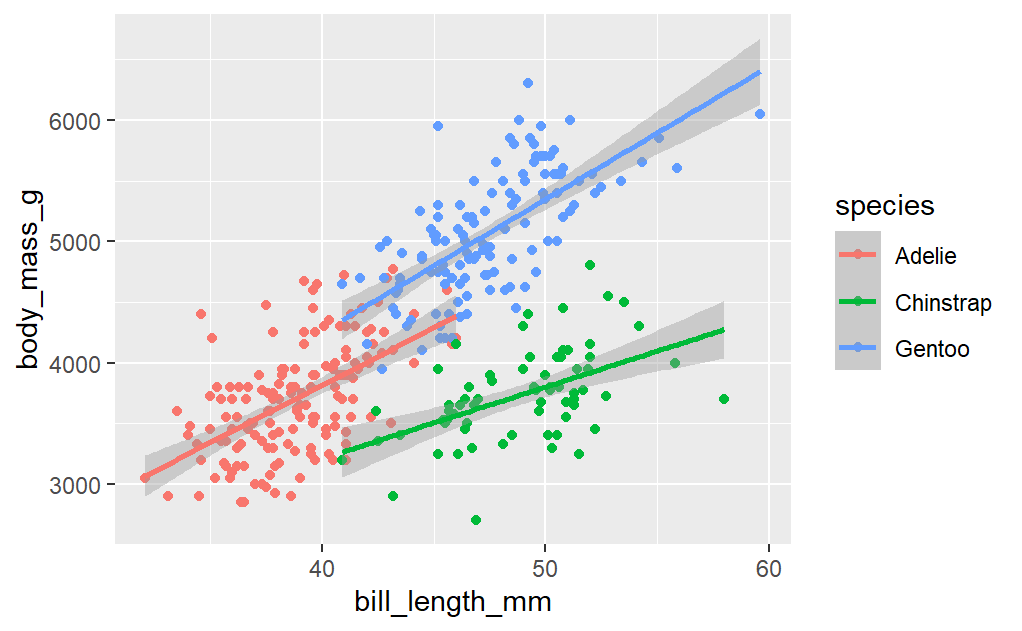 6000
5000
4000
3000
body_mass_g
40
50
60
bill_length_mm
species
Adelie
Chinstrap
Gentoo